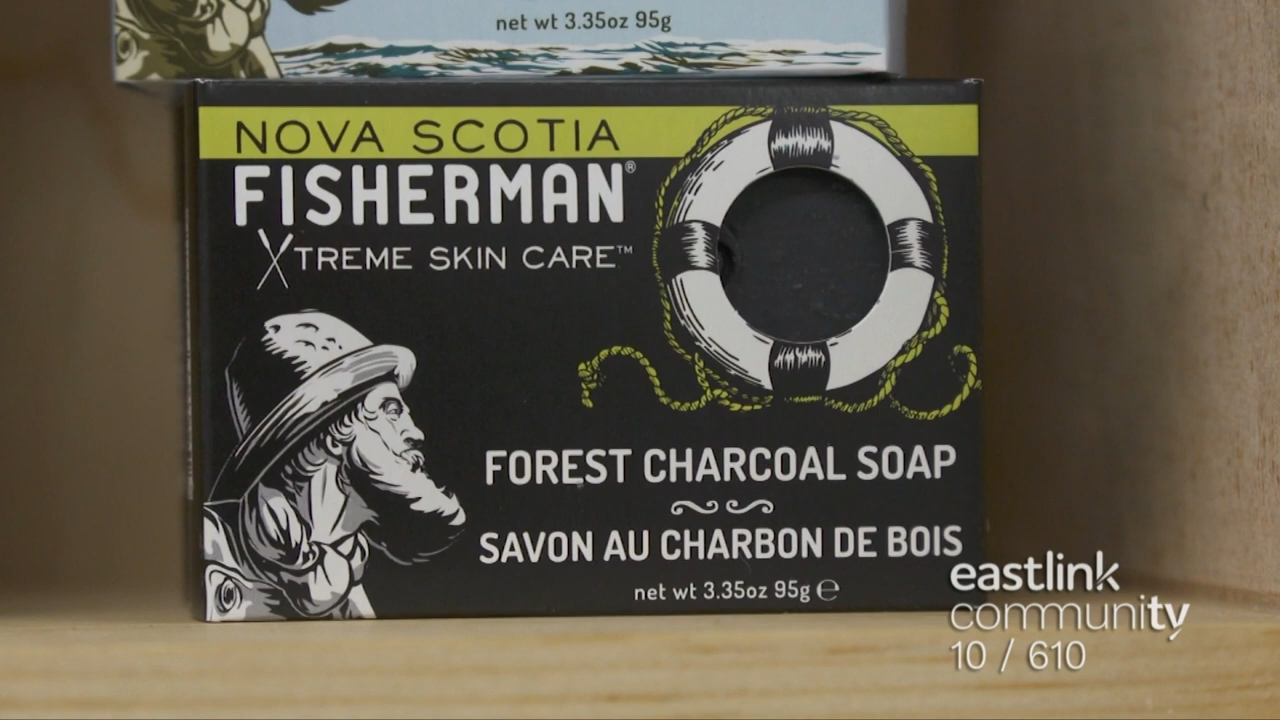 net wt 3.35oz 95g
NOVA SCOTIA
FISHERMAN®
XTREME SKIN CARE™
FOREST CHARCOAL SOAP
SAVON AU CHARBON DE BOIS
net wt 3.35oz 95g ℮
eastlink
community
10 / 610